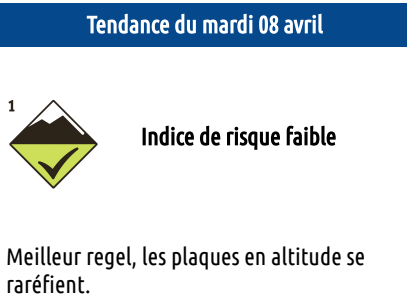 Tendance du mardi 08 avril
1
Indice de risque faible
Meilleur regel, les plaques en altitude se
raréfient.